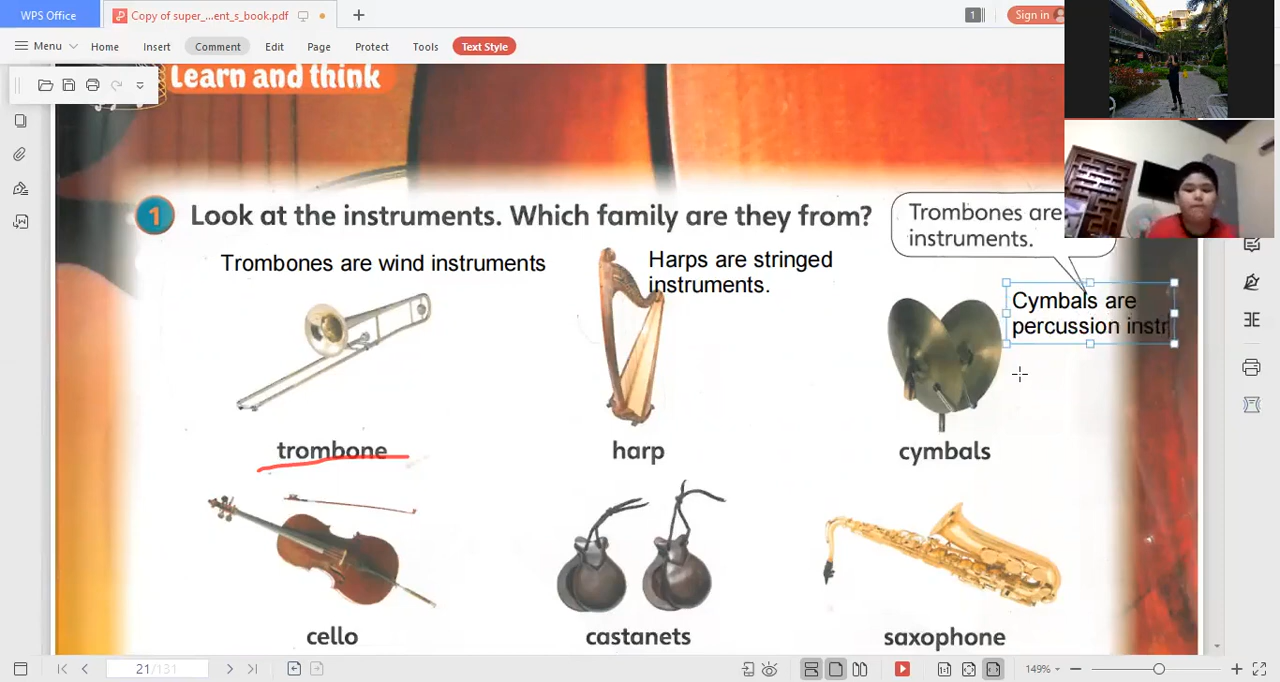 WPS Office
Copy of super_...ent_s_book.pdf
1
Sign in
Menu
Home
Insert
Comment
Edit
Page
Protect
Tools
Text Style
Learn and think
1 Look at the instruments. Which family are they from?
Trombones are
instruments.
Trombones are wind instruments
Harps are stringed
instruments.
Cymbals are
percussion instr
trombone
harp
cymbals
cello
castanets
saxophone
21/131
149%